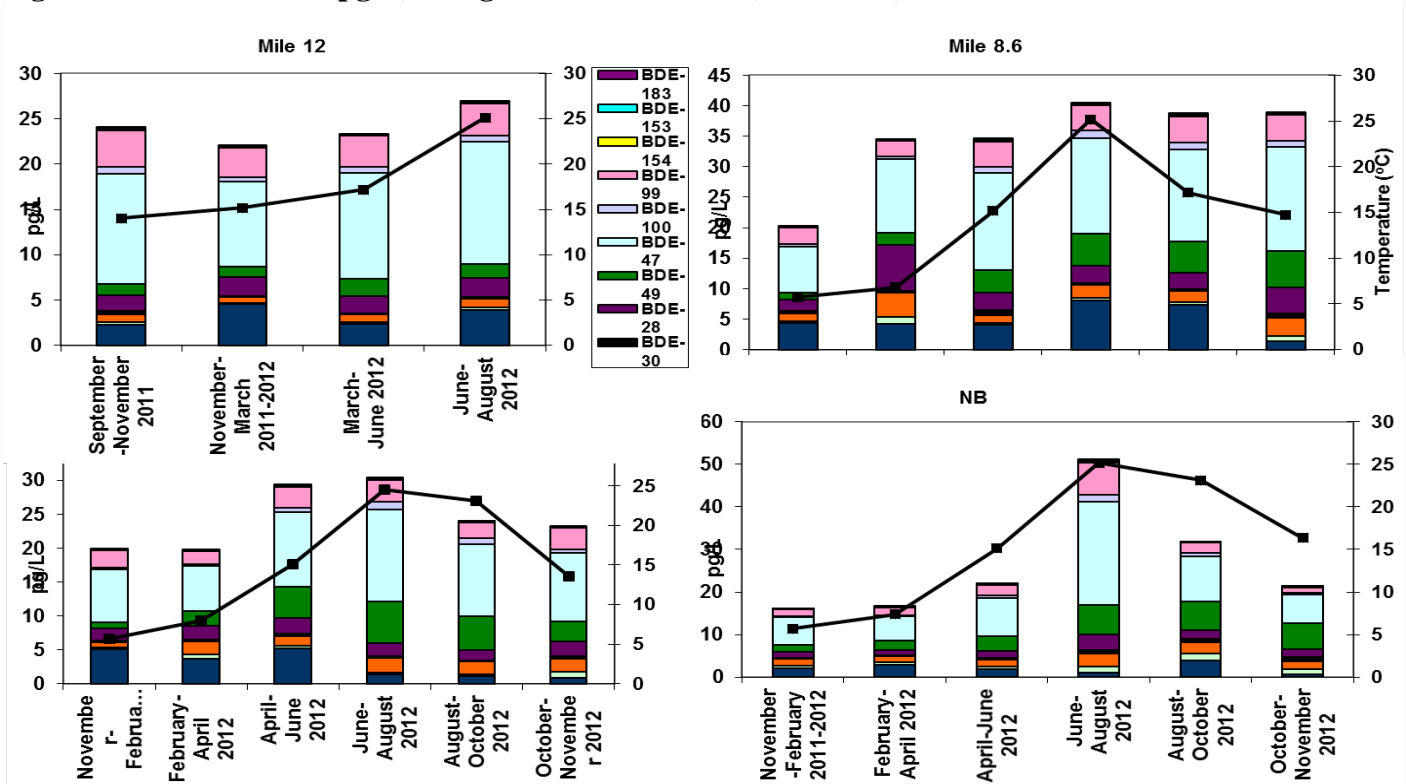 Mile 12
30
25
20
15
10
5
0
pg/L
30
25
20
15
10
5
0
September
-November
2011
November-
March
2011-2012
March-
June 2012
June-
August
2012
BDE-
183
BDE-
153
BDE-
154
BDE-
99
BDE-
100
BDE-
47
BDE-
49
BDE-
28
BDE-
30
Mile 8.6
45
40
35
30
25
20
15
10
5
0
pg/L
30
25
20
15
10
5
0
Temperature (ºC)
30
25
20
15
10
5
0
pg/L
25
20
15
10
5
0
Novembe
r-
Februa...
February-
April
2012
April-
June
2012
June-
August
2012
August-
October
2012
October-
Novembe
r 2012
NB
60
50
40
30
20
10
0
pg/L
30
25
20
15
10
5
0
November
-February
2011-2012
February-
April 2012
April-June
2012
June-
August
2012
August-
October
2012
October-
November
2012